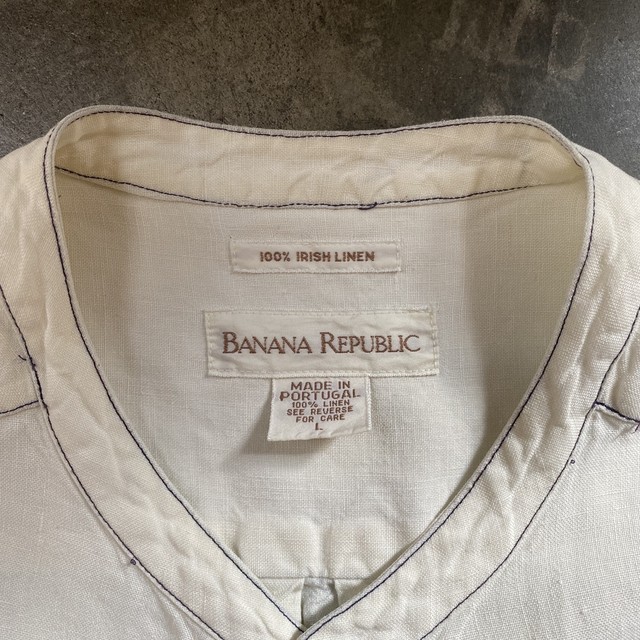 100% IRISH LINEN
BANANA REPUBLIC
MADE IN
PORTUGAL
100% LINEN
SEE REVERSE
FOR CARE
L